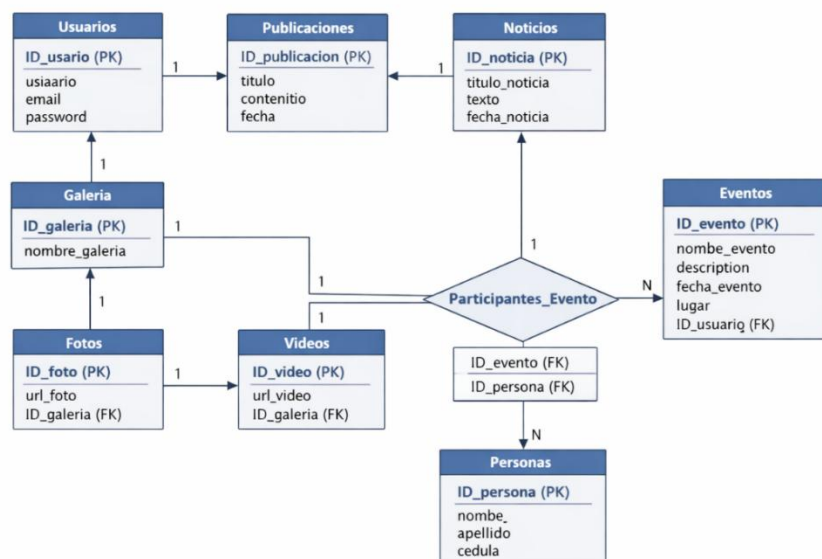 Usuarios
ID_usario (PK)
usiaario
email
password
1
Publicaciones
ID_publicacion (PK)
titulo
contenitio
fecha
1
Noticios
ID_noticia (PK)
titulo_noticia
texto
fecha_noticia
1
Galeria
ID_galeria (PK)
nombre_galeria
1
1
1
1
Participantes_Evento
ID_evento (FK)
ID_persona (FK)
N
Eventos
ID_evento (PK)
nombe_evento
description
fecha_evento
lugar
ID_usuario (FK)
1
Fotos
ID_foto (PK)
url_foto
ID_galeria (FK)
1
Videos
ID_video (PK)
url_video
ID_galeria (FK)
N
Personas
ID_persona (PK)
nombe_
apellido
cedula